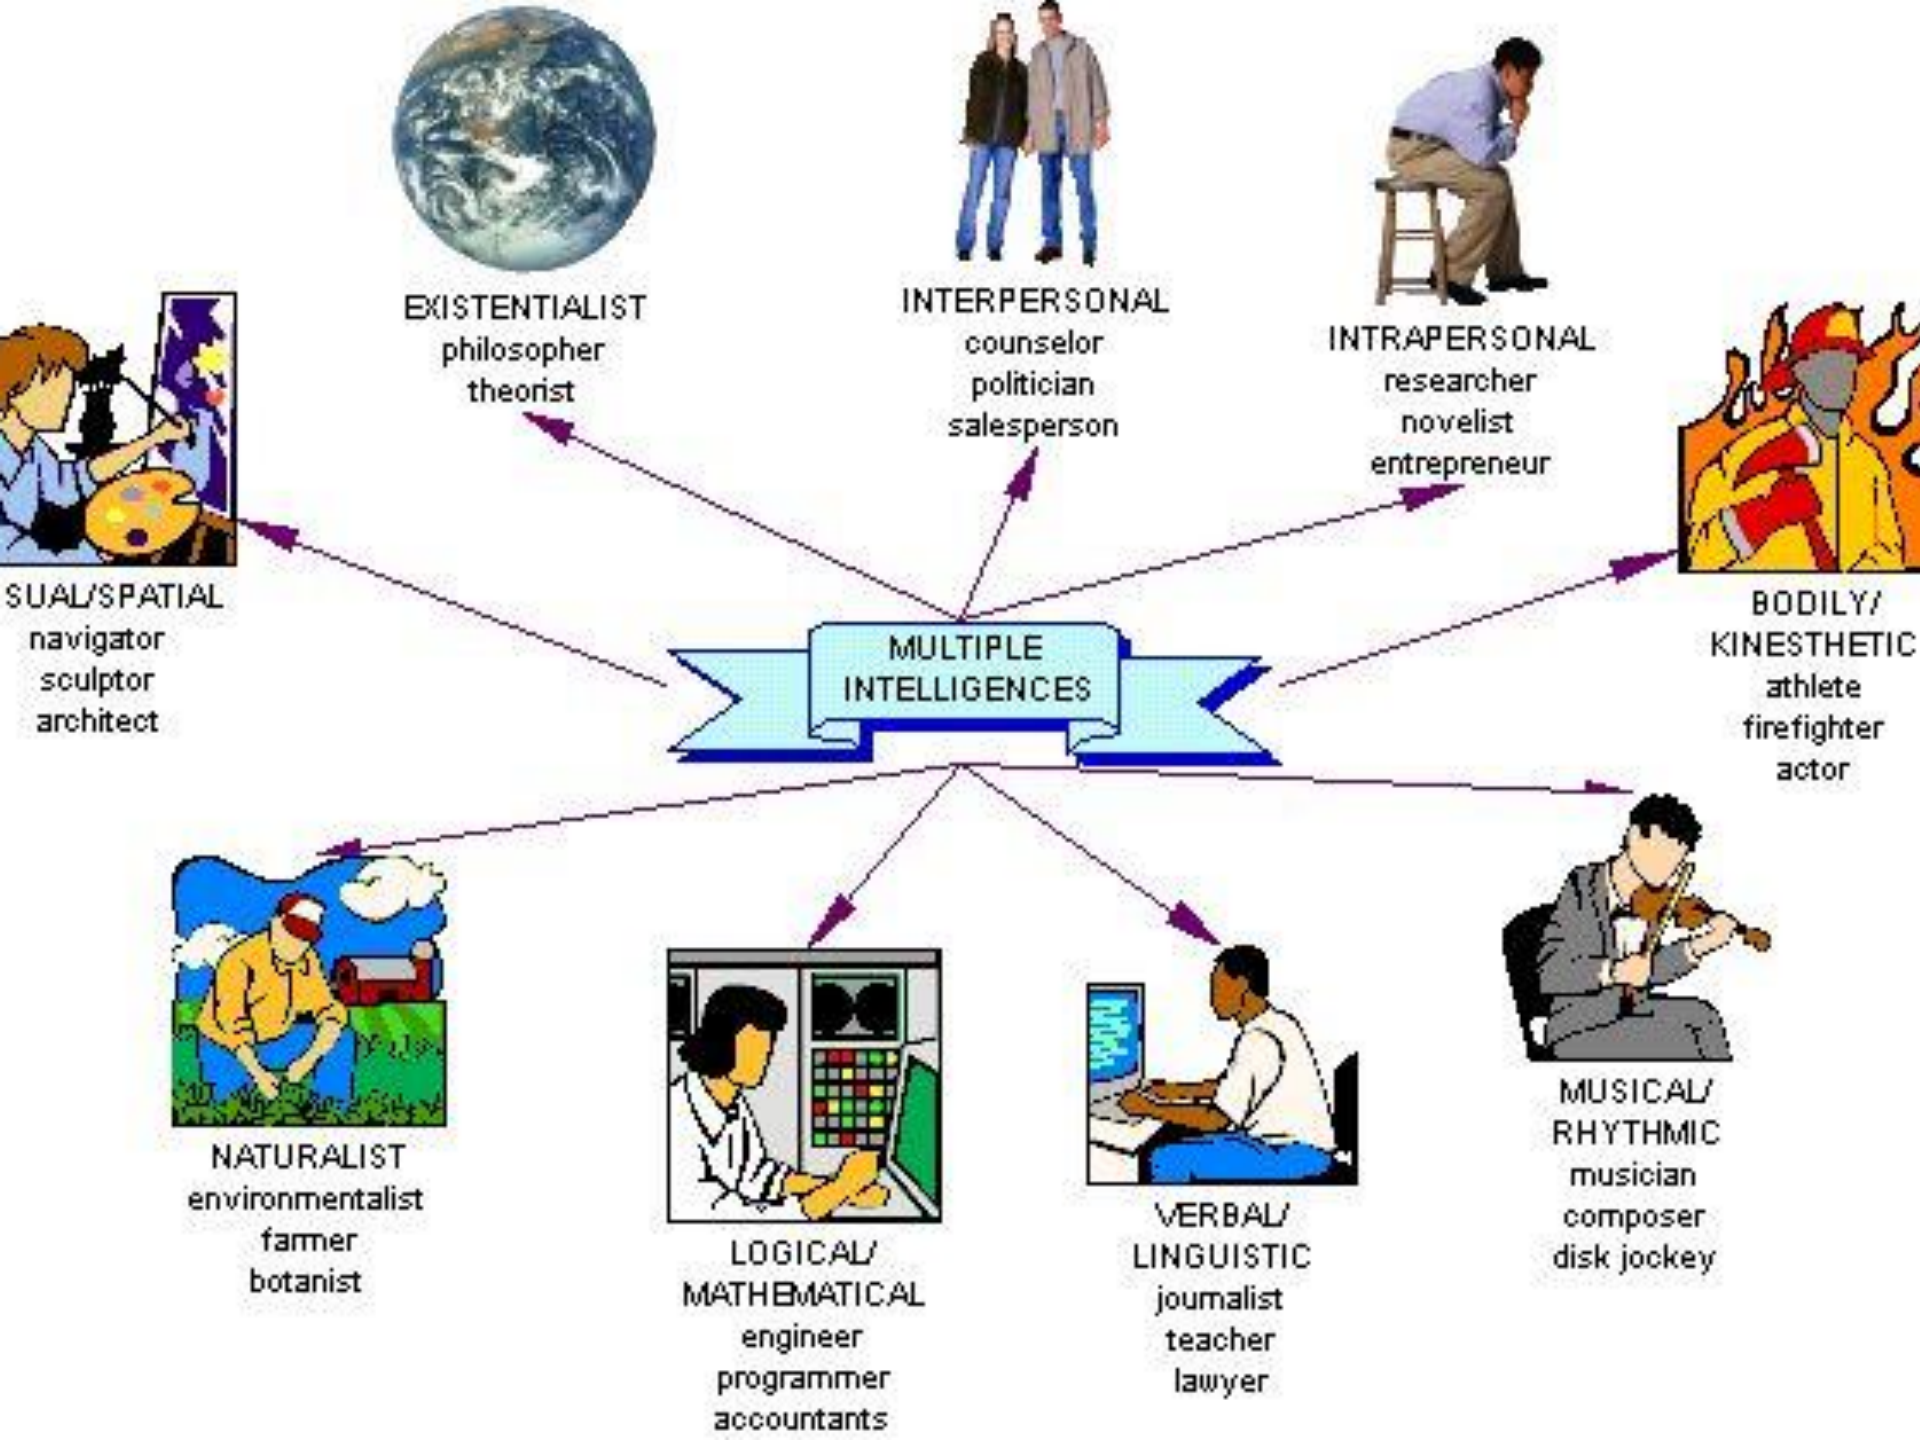 EXISTENTIALIST
philosopher
theorist
INTERPERSONAL
counselor
politician
salesperson
INTRAPERSONAL
researcher
novelist
entrepreneur
SUAL/SPATIAL
navigator
sculptor
architect
MULTIPLE
INTELLIGENCES
BODILY/
KINESTHETIC
athlete
firefighter
actor
NATURALIST
environmentalist
farmer
botanist
LOGICAL/
MATHEMATICAL
engineer
programmer
accountants
VERBAL/
LINGUISTIC
journalist
teacher
lawyer
MUSICAL/
RHYTHMIC
musician
composer
disk jockey